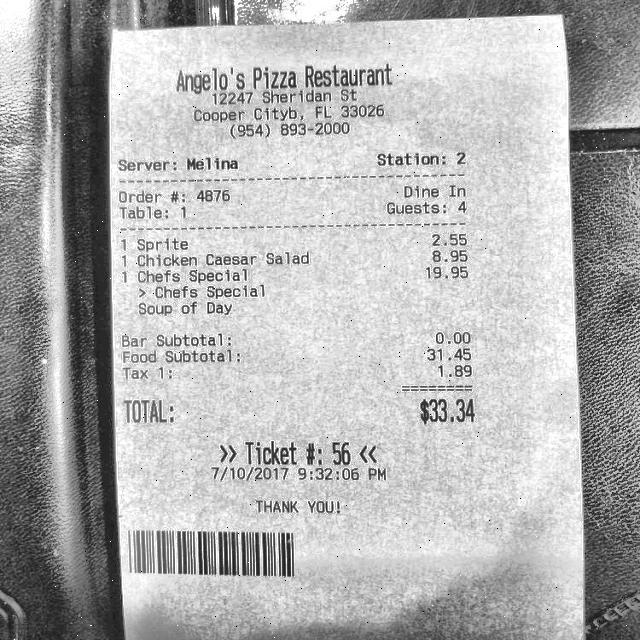 Angelo's Pizza Restaurant
12247 Sheridan St
Cooper Cityb, FL 33026
(954) 893-2000
Server: Melina Station: 2
Order #: 4876 Dine In
Table: 1 Guests: 4
1 Sprite 2.55
1 Chicken Caesar Salad 8.95
1 Chefs Special 19.95
> Chefs Special
Soup of Day
Bar Subtotal: 0.00
Food Subtotal: 31.45
Tax 1: 1.89
========
TOTAL: $33.34
>> Ticket #: 56 <<
7/10/2017 9:32:06 PM
THANK YOU!